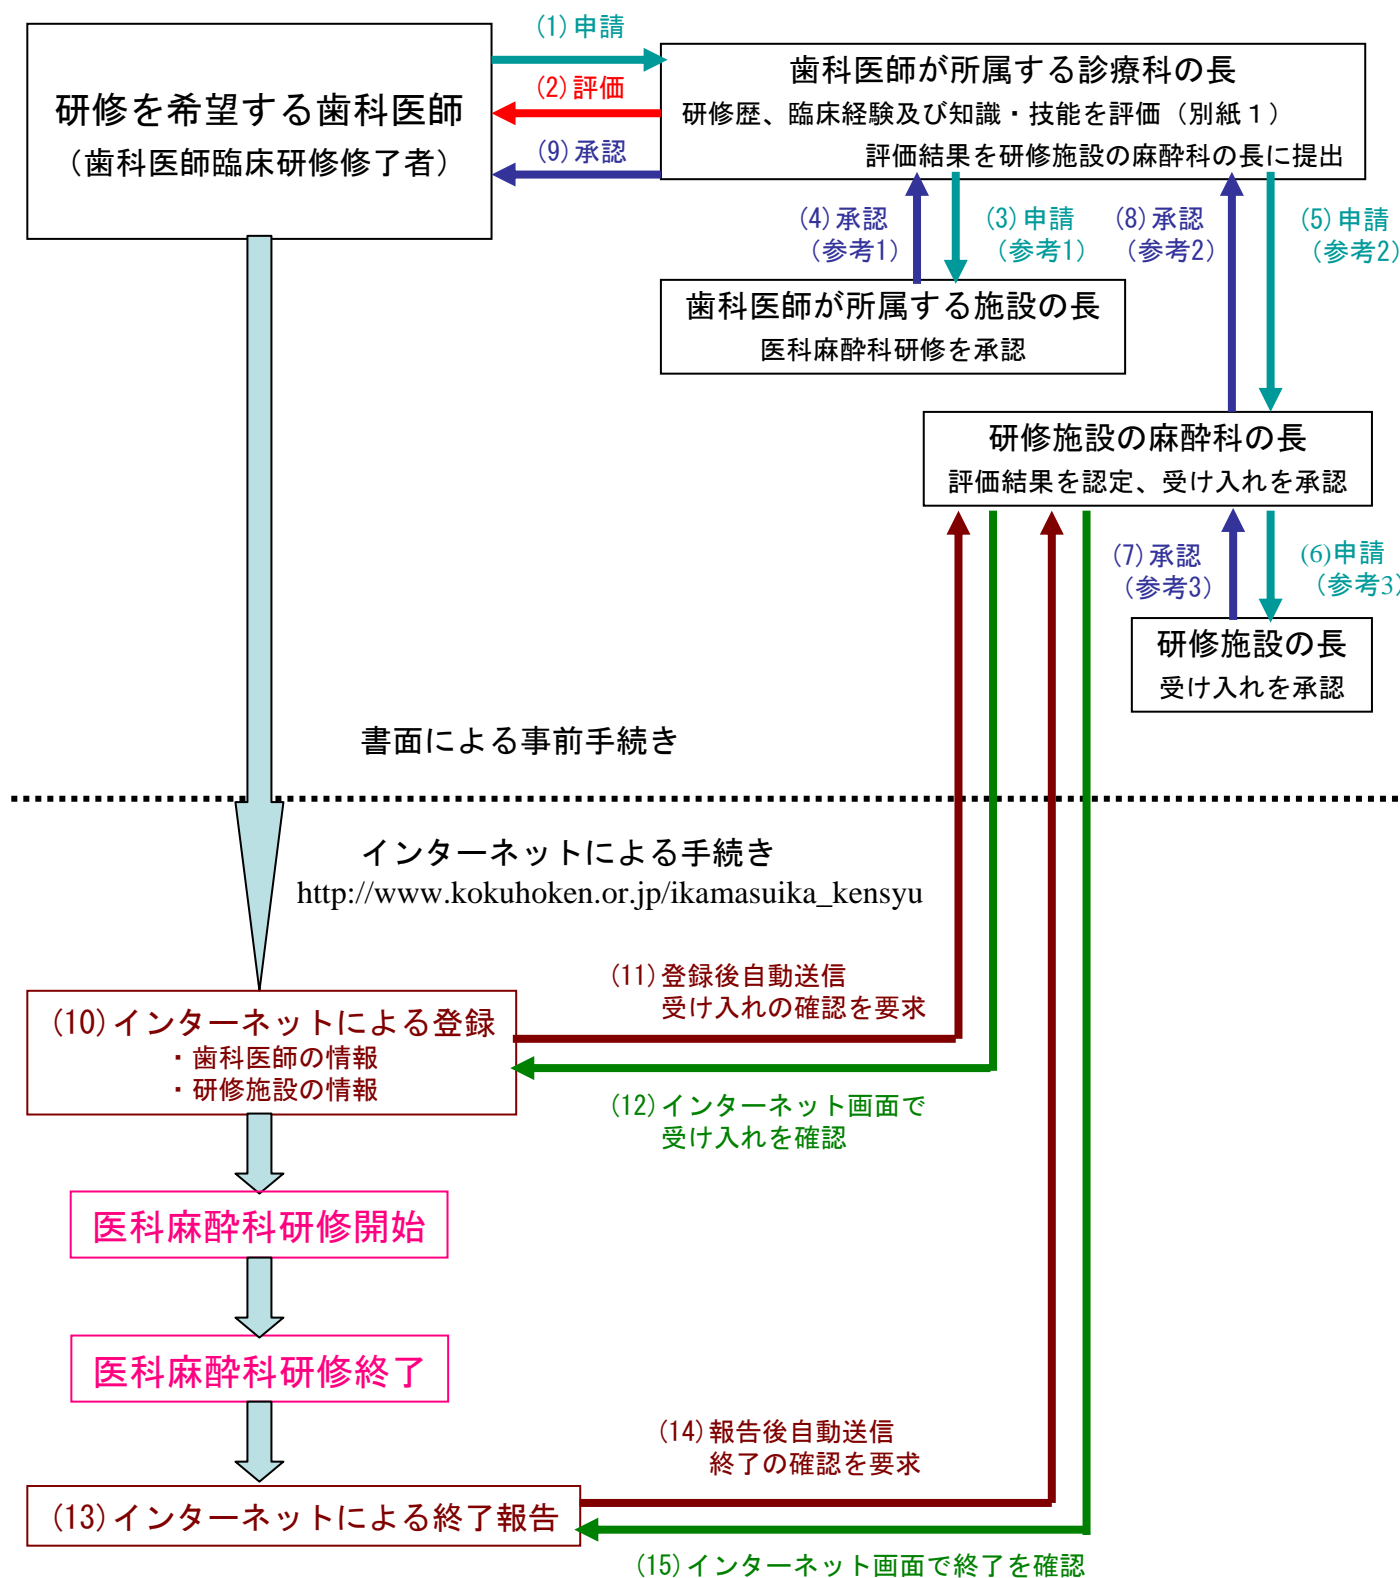 (1)申請
研修を希望する歯科医師
（歯科医師臨床研修修了者）
(2)評価
(9)承認
歯科医師が所属する診療科の長
研修歴、臨床経験及び知識・技能を評価（別紙１）
評価結果を研修施設の麻酔科の長に提出
(4)承認
（参考1）
(3)申請
（参考1）
(8)承認
（参考2）
(5)申請
（参考2）
歯科医師が所属する施設の長
医科麻酔科研修を承認
研修施設の麻酔科の長
評価結果を認定、受け入れを承認
(7)承認
（参考3）
(6)申請
（参考3）
研修施設の長
受け入れを承認
書面による事前手続き
インターネットによる手続き
http://www.kokuhoken.or.jp/ikamasuika_kensyu
(11)登録後自動送信
受け入れの確認を要求
(10)インターネットによる登録
・歯科医師の情報
・研修施設の情報
(12)インターネット画面で
受け入れを確認
医科麻酔科研修開始
医科麻酔科研修終了
(14)報告後自動送信
終了の確認を要求
(13)インターネットによる終了報告
(15)インターネット画面で終了を確認